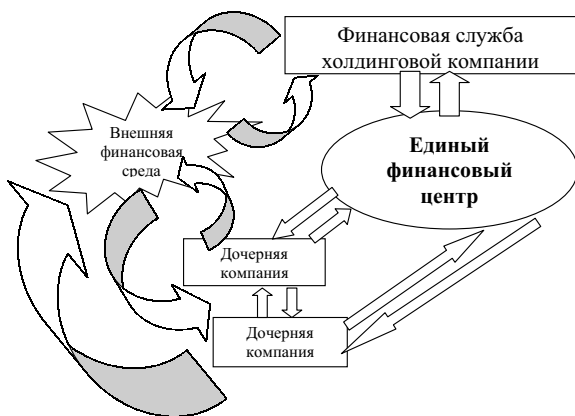 Финансовая служба
холдинговой компании
Внешняя
финансовая
среда
Единый
финансовый
центр
Дочерняя
компания
Дочерняя
компания